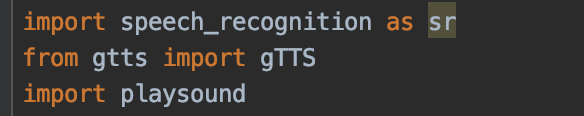 import speech_recognition as sr
from gtts import gTTS
import playsound